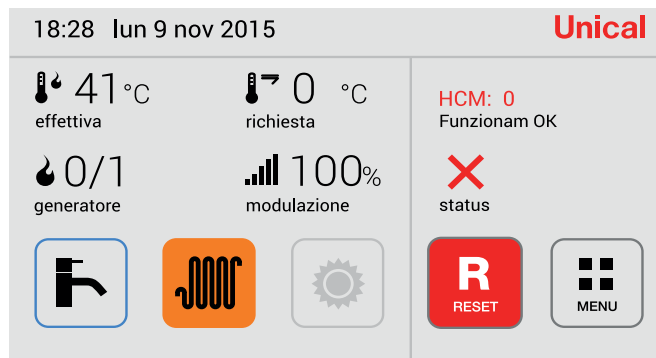 18:28 lun 9 nov 2015
Unical
41 °C
effettiva
0 °C
richiesta
HCM: 0
Funzionam OK
0/1
generatore
100%
modulazione
status
R
RESET
MENU